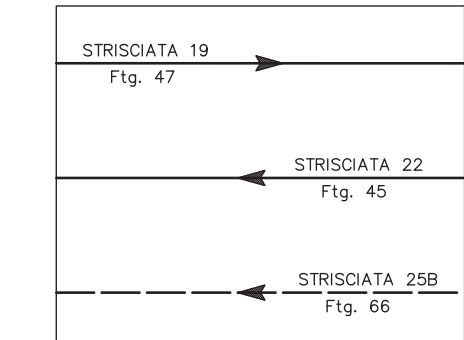 STRISCIATA 19
Ftg. 47
STRISCIATA 22
Ftg. 45
STRISCIATA 25B
Ftg. 66